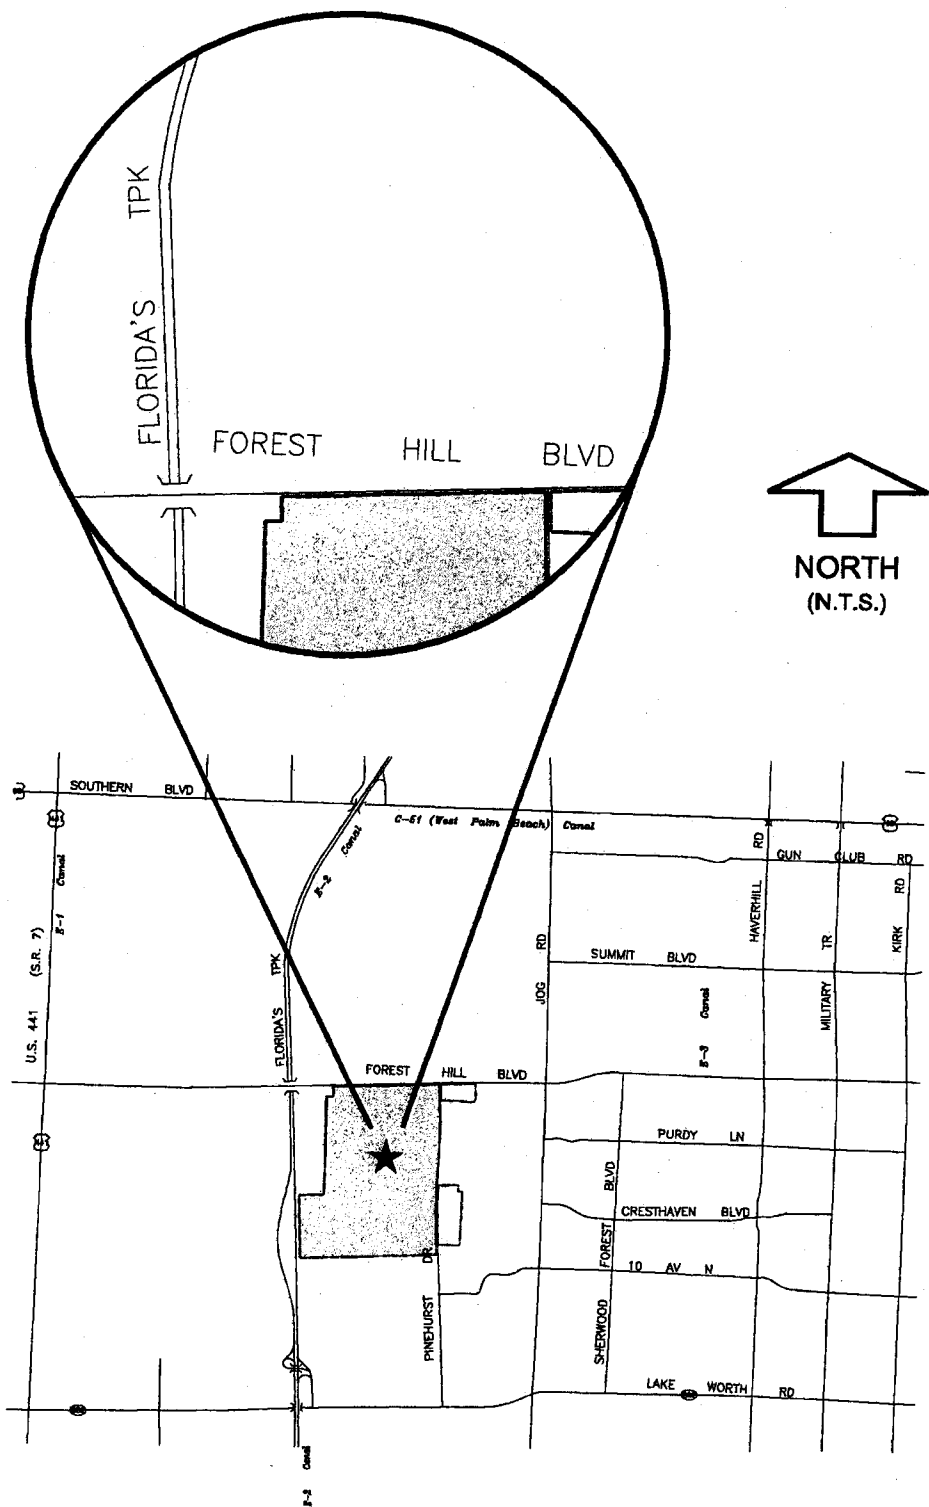 FLORIDA'S TPK
FOREST HILL BLVD
NORTH
(N.T.S.)
SOUTHERN BLVD
C-51 (West Palm Beach) Canal
E-1 Canal
E-2 Canal
U.S. 441 (S.R. 7)
FLORIDA'S TPK
JOG RD
HAVERHILL RD
GUN CLUB RD
MILITARY TR
KIRK RD
SUMMIT BLVD
E-3 Canal
FOREST HILL BLVD
PURDY LN
SHERWOOD FOREST BLVD
CRESTHAVEN BLVD
10 AV N
PINEHURST DR
LAKE WORTH RD
E-2 Canal